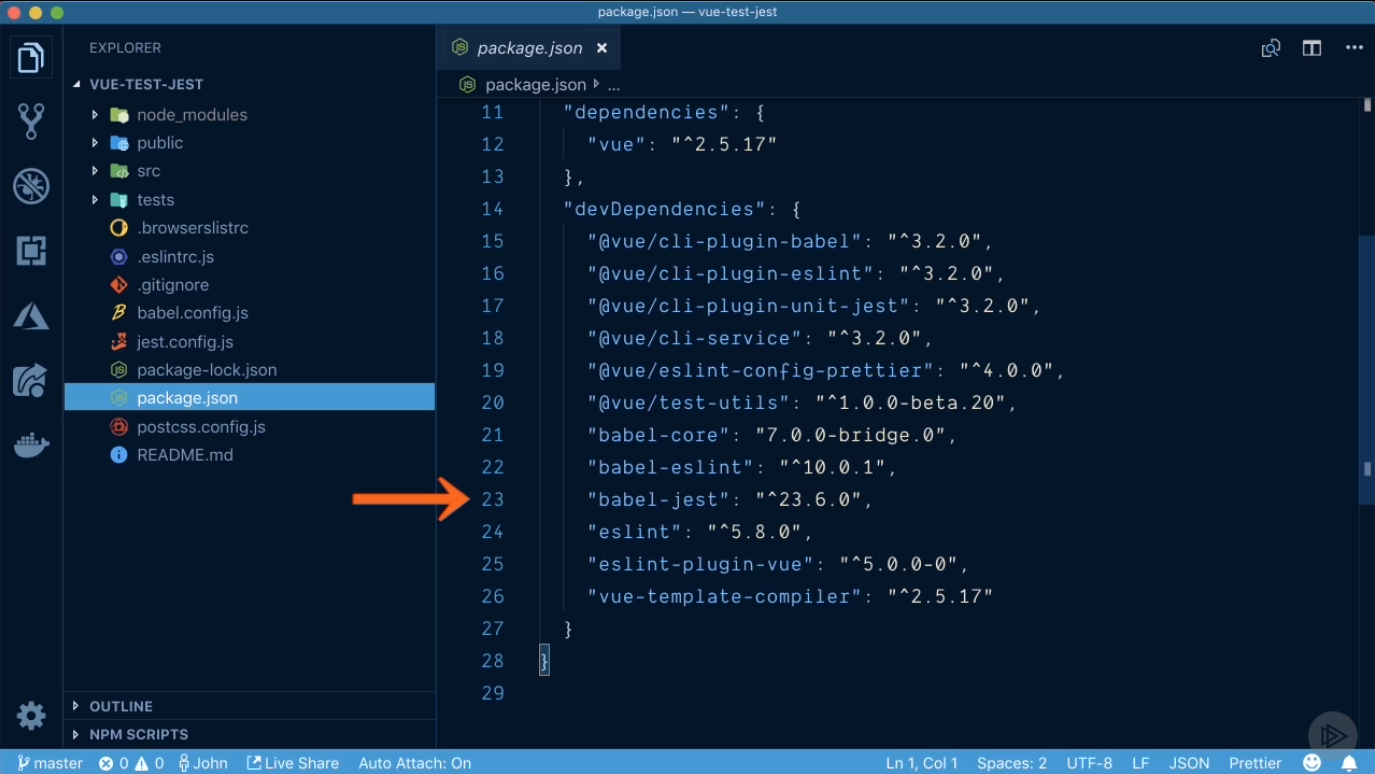 package.json — vue-test-jest
EXPLORER
VUE-TEST-JEST
node_modules
public
src
tests
.browserslistrc
.eslintrc.js
.gitignore
babel.config.js
jest.config.js
package-lock.json
package.json
postcss.config.js
README.md
OUTLINE
NPM SCRIPTS
package.json ×
package.json ...
11 "dependencies": {
12 "vue": "^2.5.17"
13 },
14 "devDependencies": {
15 "@vue/cli-plugin-babel": "^3.2.0",
16 "@vue/cli-plugin-eslint": "^3.2.0",
17 "@vue/cli-plugin-unit-jest": "^3.2.0",
18 "@vue/cli-service": "^3.2.0",
19 "@vue/eslint-config-prettier": "^4.0.0",
20 "@vue/test-utils": "^1.0.0-beta.20",
21 "babel-core": "7.0.0-bridge.0",
22 "babel-eslint": "^10.0.1",
23 "babel-jest": "^23.6.0",
24 "eslint": "^5.8.0",
25 "eslint-plugin-vue": "^5.0.0-0",
26 "vue-template-compiler": "^2.5.17"
27 }
28 }
29
master 0 0 John Live Share Auto Attach: On Ln 1, Col 1 Spaces: 2 UTF-8 LF JSON Prettier